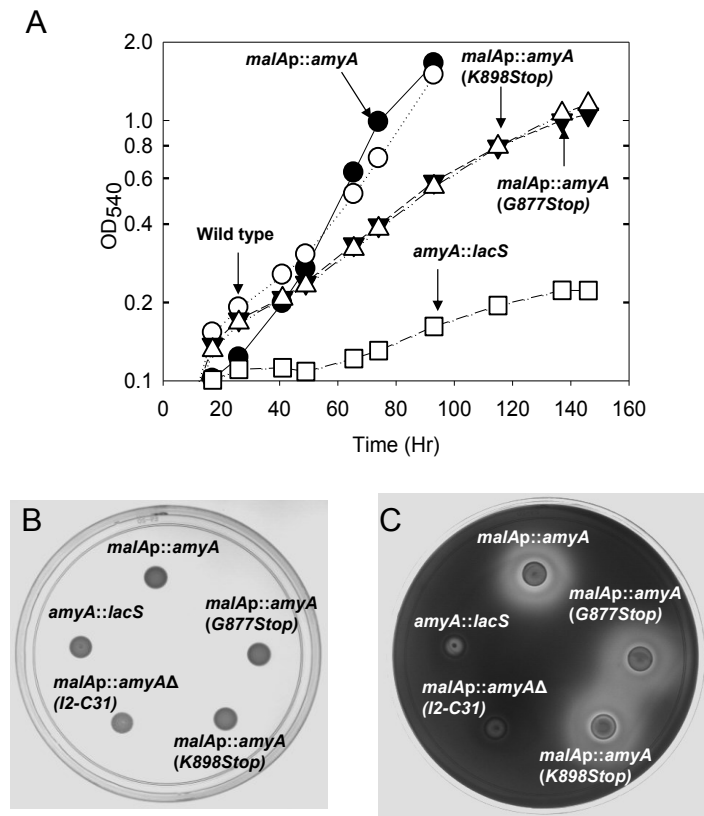 A
2.0
1.0
0.8
0.6
0.4
0.2
0.1
OD540
malAp::amyA
malAp::amyA
(K898Stop)
Wild type
malAp::amyA
(G877Stop)
amyA::lacS
0 20 40 60 80 100 120 140 160
Time (Hr)
B
malAp::amyA
amyA::lacS
malAp::amyA
(G877Stop)
malAp::amyAΔ
(I2-C31)
malAp::amyA
(K898Stop)
C
malAp::amyA
malAp::amyA
(G877Stop)
amyA::lacS
malAp::amyAΔ
(I2-C31)
malAp::amyA
(K898Stop)